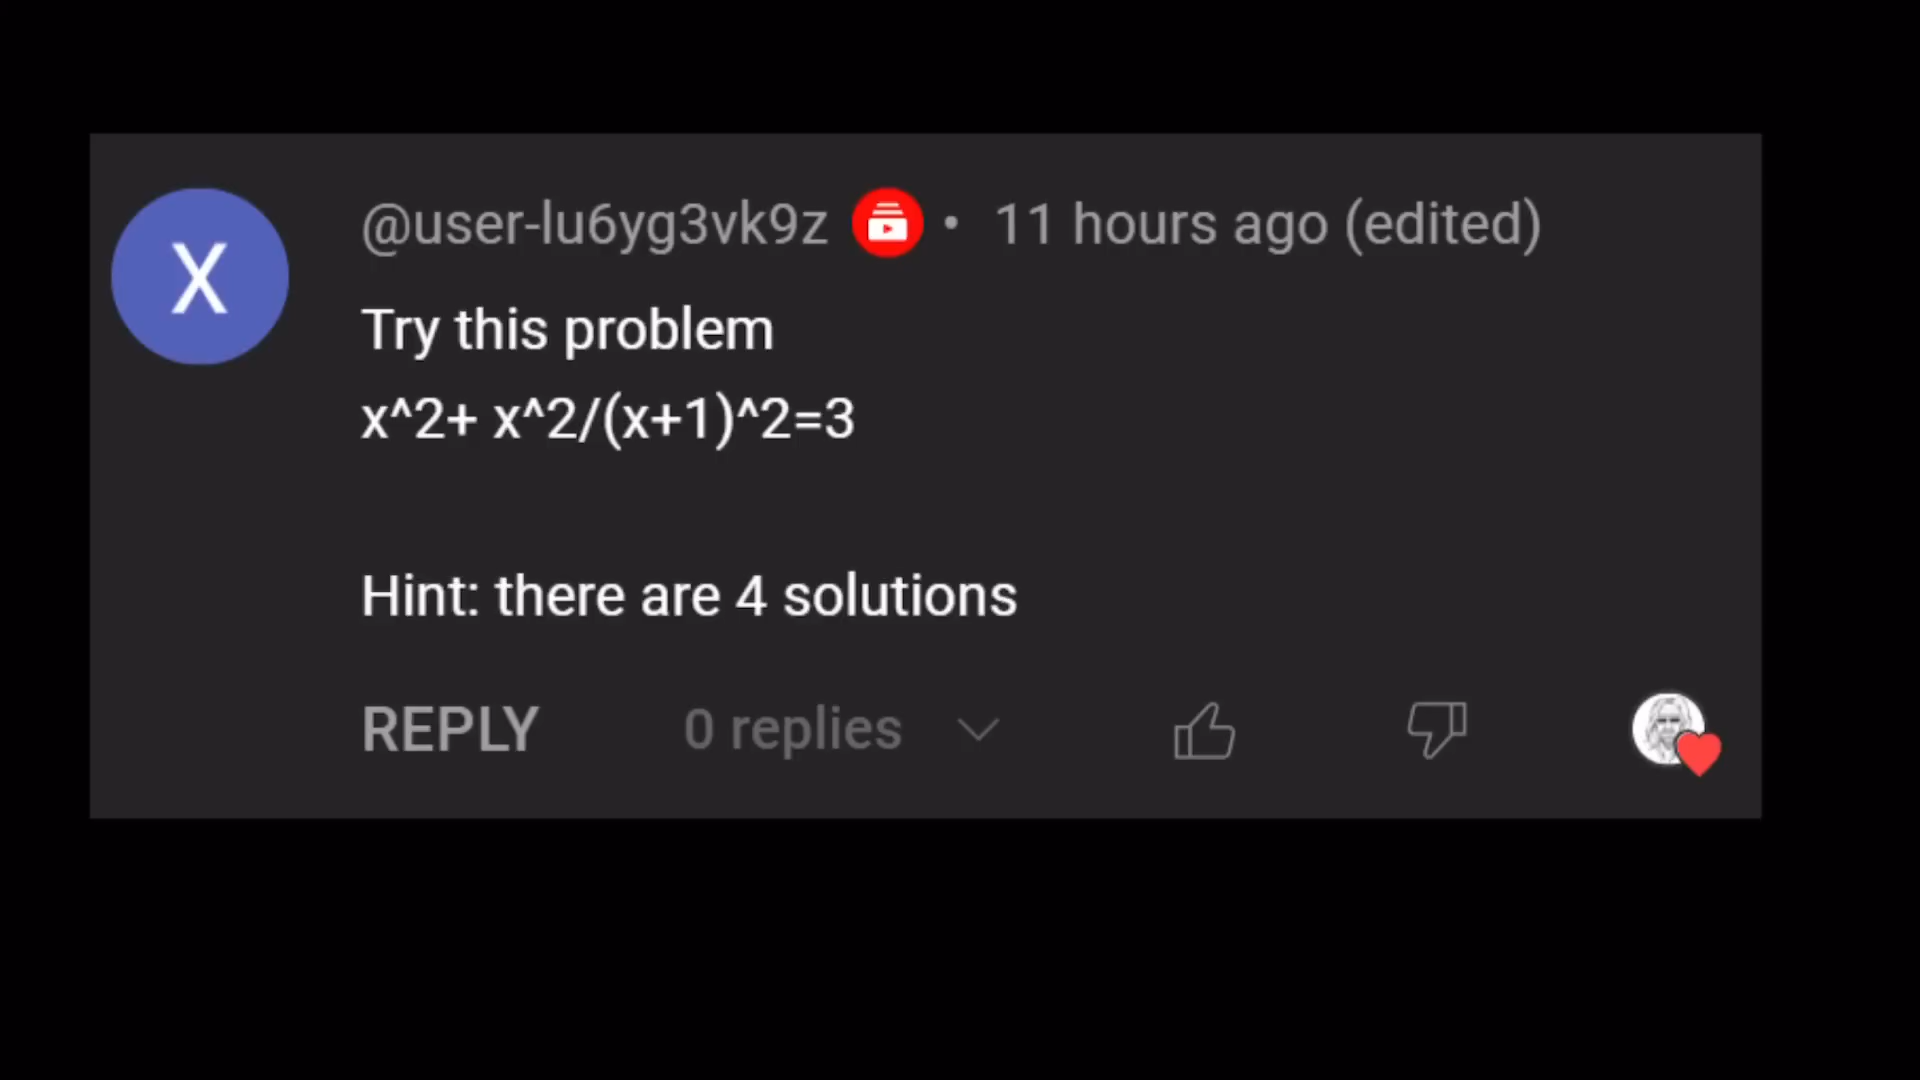 X
@user-lu6yg3vk9z • 11 hours ago (edited)
Try this problem
x^2+ x^2/(x+1)^2=3
Hint: there are 4 solutions
REPLY 0 replies